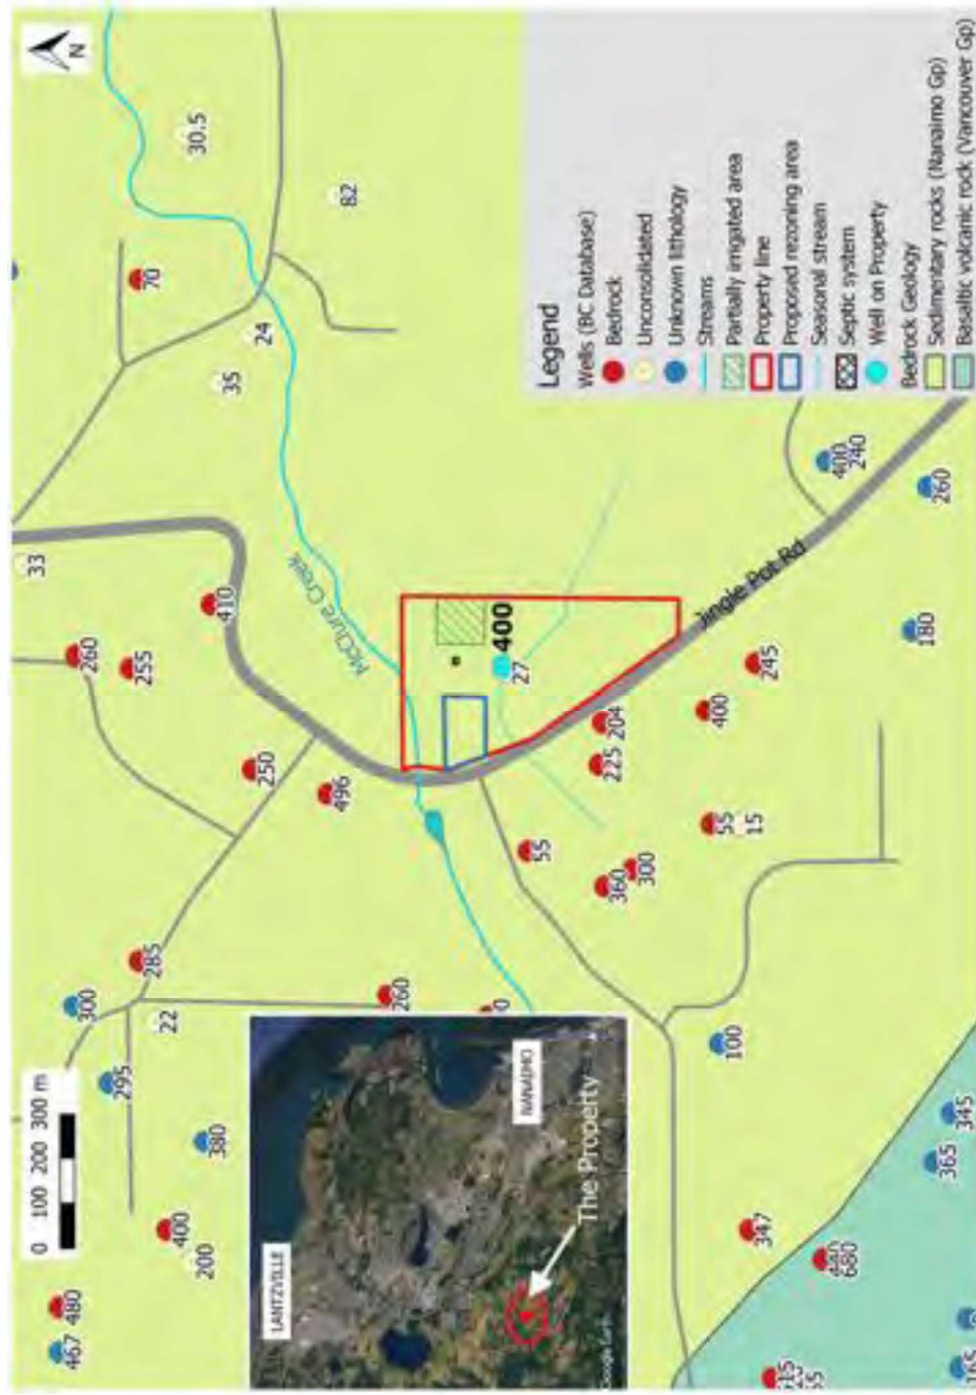 N
0 100 200 300 m
467
480
400
200
380
295
300
22
285
260
250
496
260
255
410
33
70
30.5
82
24
35
McClure Creek
400
27
Jingle Pot Rd
204
225
245
400
55
15
55
360
300
100
180
260
400
240
347
440
680
345
365
LANTZVILLE
NANAIMO
The Property
Google Earth
Legend
Wells (BC Database)
Bedrock
Unconsolidated
Unknown lithology
Streams
Partially irrigated area
Property line
Proposed rezoning area
Seasonal stream
Septic system
Well on Property
Bedrock Geology
Sedimentary rocks (Nanaimo Gp)
Basaltic volcanic rock (Vancouver Gp)